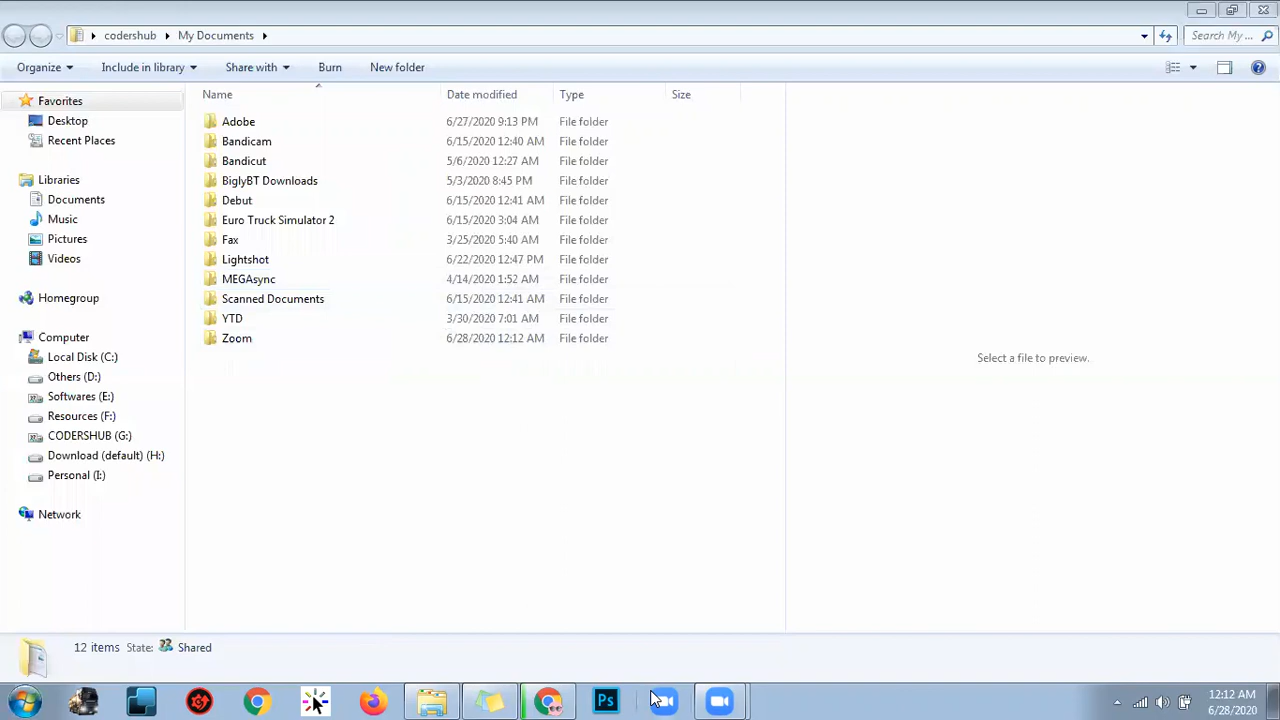 codershub My Documents
Search My ...
Organize Include in library Share with Burn New folder
Name Date modified Type Size
Favorites
Desktop
Recent Places
Libraries
Documents
Music
Pictures
Videos
Homegroup
Computer
Local Disk (C:)
Others (D:)
Softwares (E:)
Resources (F:)
CODERSHUB (G:)
Download (default) (H:)
Personal (I:)
Network
Adobe 6/27/2020 9:13 PM File folder
Bandicam 6/15/2020 12:40 AM File folder
Bandicut 5/6/2020 12:27 AM File folder
BiglyBT Downloads 5/3/2020 8:45 PM File folder
Debut 6/15/2020 12:41 AM File folder
Euro Truck Simulator 2 6/15/2020 3:04 AM File folder
Fax 3/25/2020 5:40 AM File folder
Lightshot 6/22/2020 12:47 PM File folder
MEGAsync 4/14/2020 1:52 AM File folder
Scanned Documents 6/15/2020 12:41 AM File folder
YTD 3/30/2020 7:01 AM File folder
Zoom 6/28/2020 12:12 AM File folder
Select a file to preview.
12 items State: Shared
Ps
12:12 AM
6/28/2020